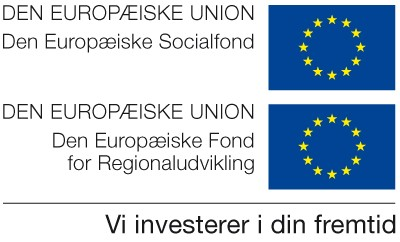 DEN EUROPÆISKE UNION
Den Europæiske Socialfond
DEN EUROPÆISKE UNION
Den Europæiske Fond
for Regionaludvikling
Vi investerer i din fremtid